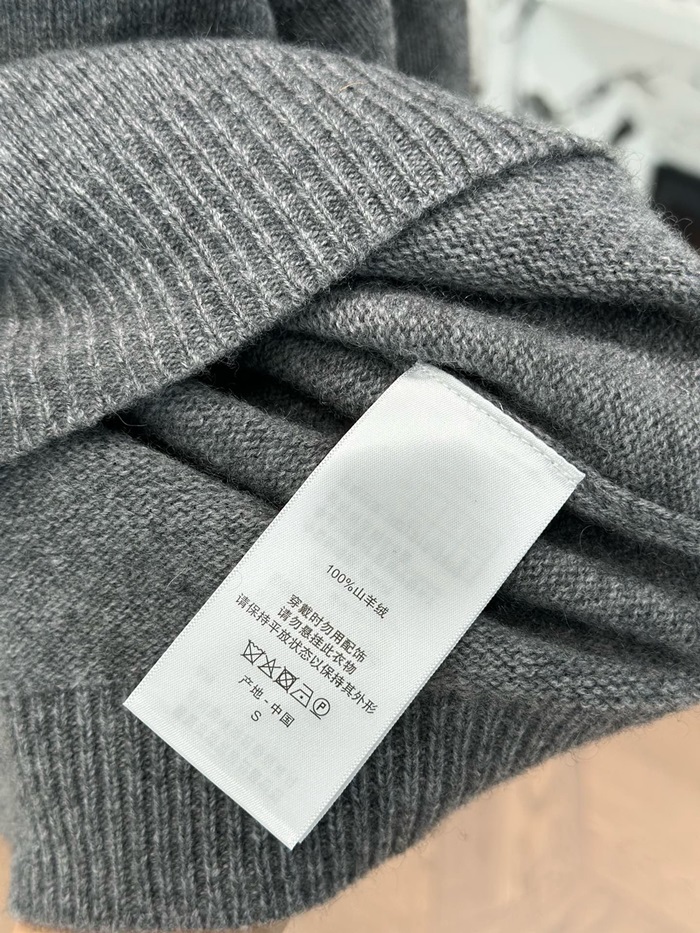 100%山羊绒
穿戴时勿用配饰
请勿悬挂此衣物
请保持平放状态以保持其外形
P
产地 - 中国
S